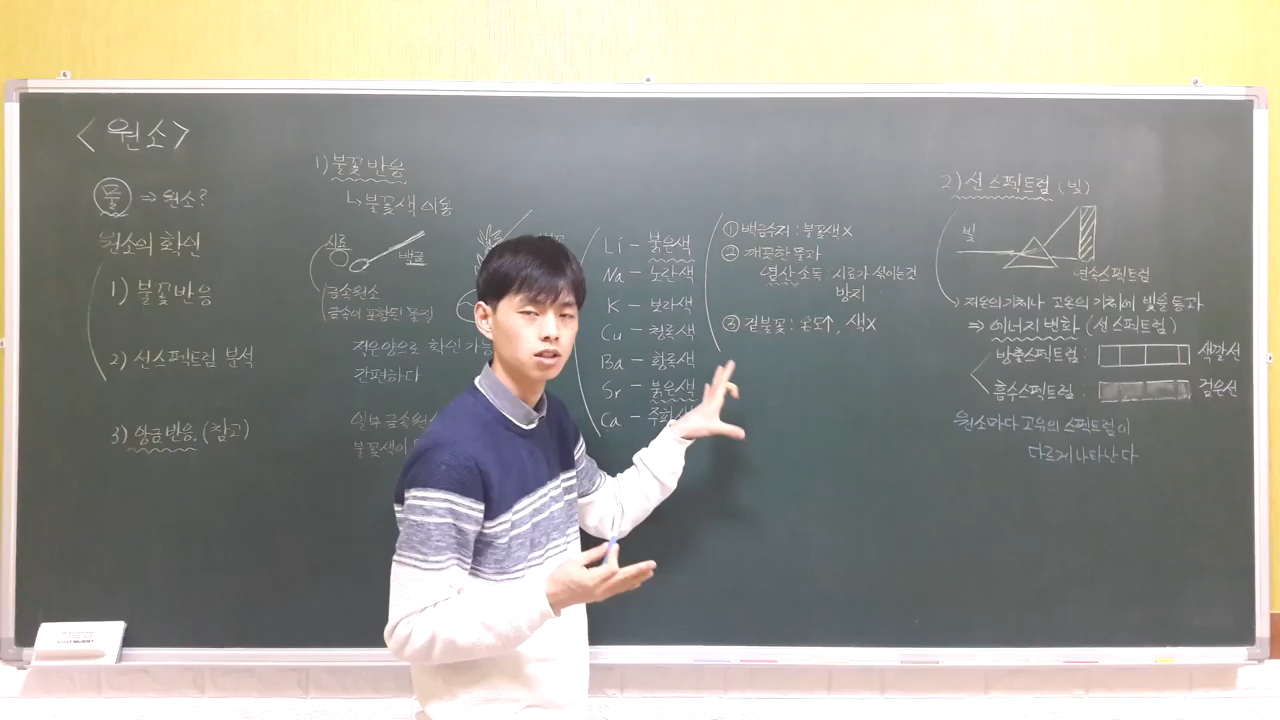 <원소>
물 ⇒ 원소?
원소의 확인
1) 불꽃반응
2) 선스펙트럼 분석
3) 앙금반응. (참고)
1) 불꽃반응
↳ 불꽃색 이용
시료
백금
금속원소
(금속이 포함된 물질)
적은양으로 확인 가능
간편하다
일부 금속원소
불꽃색이
Li - 붉은색
Na - 노란색
K - 보라색
Cu - 청록색
Ba - 황록색
Sr - 붉은색
Ca - 주황색
① 백금수저 : 불꽃색 X
② 깨끗한 물과
염산 소독 시료가 섞이는것
방지
③ 겉불꽃 : 온도↑, 색X
2) 선 스펙트럼 (빛)
빛
연속스펙트럼
저온의 기체나 고온의 기체에 빛을 통과
⇒ 에너지 변화 (선 스펙트럼)
방출스펙트럼 : 색깔선
흡수스펙트럼 : 검은선
원소마다 고유의 스펙트럼이
다르게 나타난다